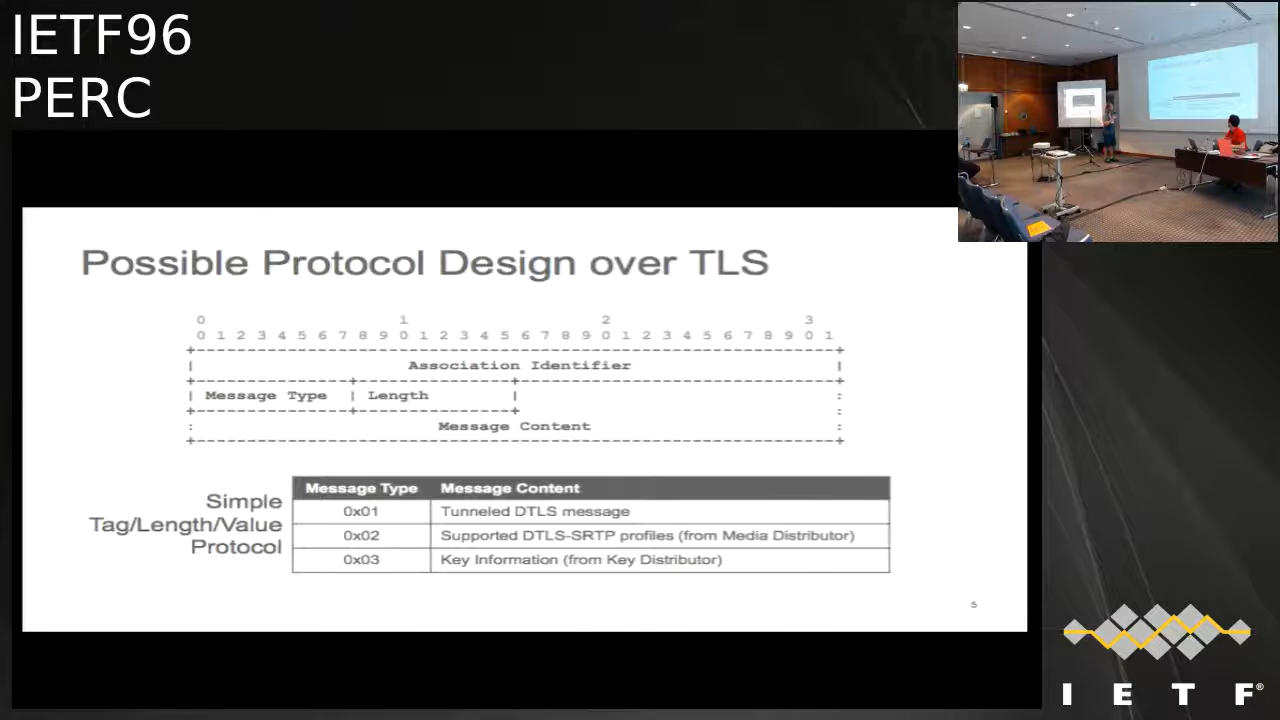 IETF96
PERC
Possible Protocol Design over TLS
0                   1                   2                   3
0 1 2 3 4 5 6 7 8 9 0 1 2 3 4 5 6 7 8 9 0 1 2 3 4 5 6 7 8 9 0 1
+---------------------------------------------------------------+
|                     Association Identifier                    |
+---------------+---------------+-------------------------------+
| Message Type  | Length        |                               :
+---------------+---------------+                               :
:                        Message Content                        :
+---------------------------------------------------------------+
Simple
Tag/Length/Value
Protocol
Message Type Message Content
0x01 Tunneled DTLS message
0x02 Supported DTLS-SRTP profiles (from Media Distributor)
0x03 Key Information (from Key Distributor)
5
I E T F®